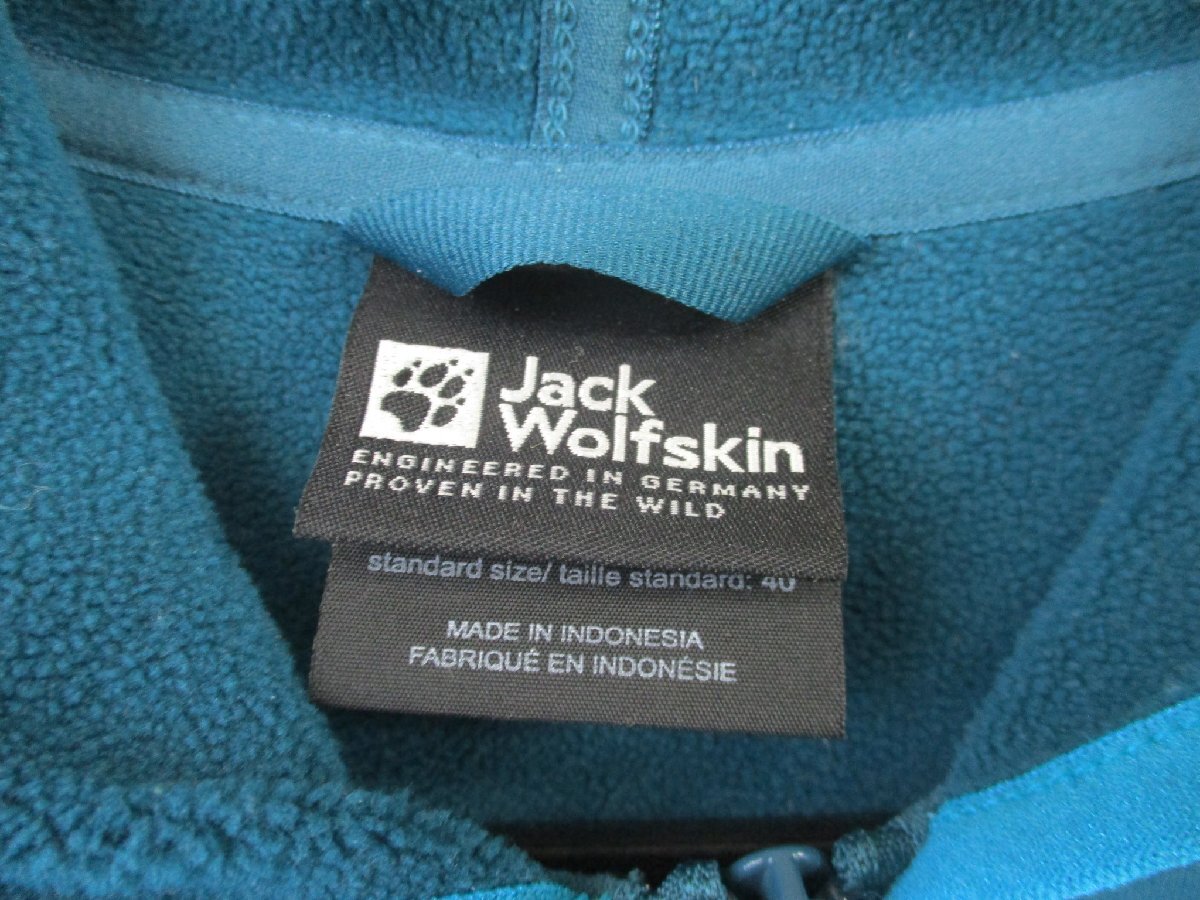 Jack
Wolfskin
ENGINEERED IN GERMANY
PROVEN IN THE WILD
standard size/ taille standard: 40
MADE IN INDONESIA
FABRIQUÉ EN INDONÉSIE